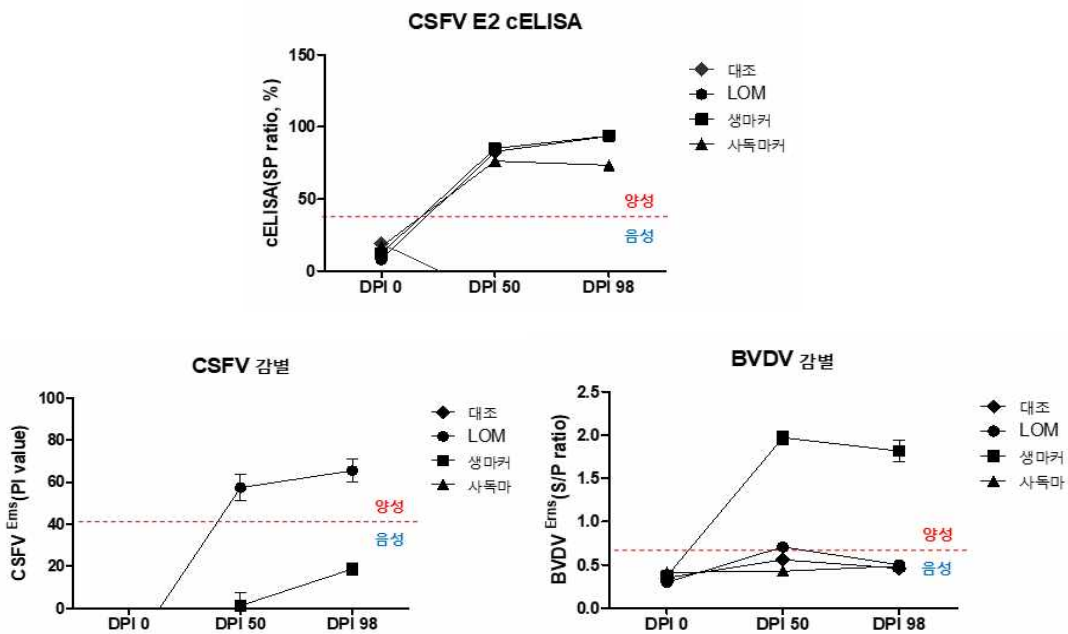 CSFV E2 cELISA
cELISA(SP ratio, %)
150
100
50
0
양성
음성
DPI 0 DPI 50 DPI 98
대조
LOM
생마커
사독마커
CSFV 감별
CSFV Erns(PI value)
100
80
60
40
20
0
양성
음성
DPI 0 DPI 50 DPI 98
대조
LOM
생마커
사독마
BVDV 감별
BVDV Erns(S/P ratio)
2.5
2.0
1.5
1.0
0.5
0.0
양성
음성
DPI 0 DPI 50 DPI 98
대조
LOM
생마커
사독마